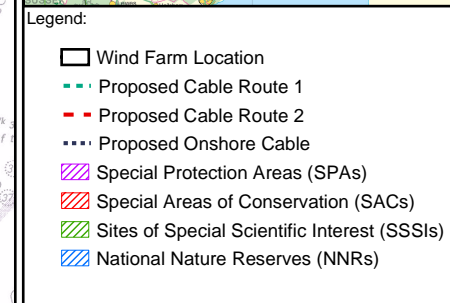 Legend:
Wind Farm Location
Proposed Cable Route 1
Proposed Cable Route 2
Proposed Onshore Cable
Special Protection Areas (SPAs)
Special Areas of Conservation (SACs)
Sites of Special Scientific Interest (SSSIs)
National Nature Reserves (NNRs)